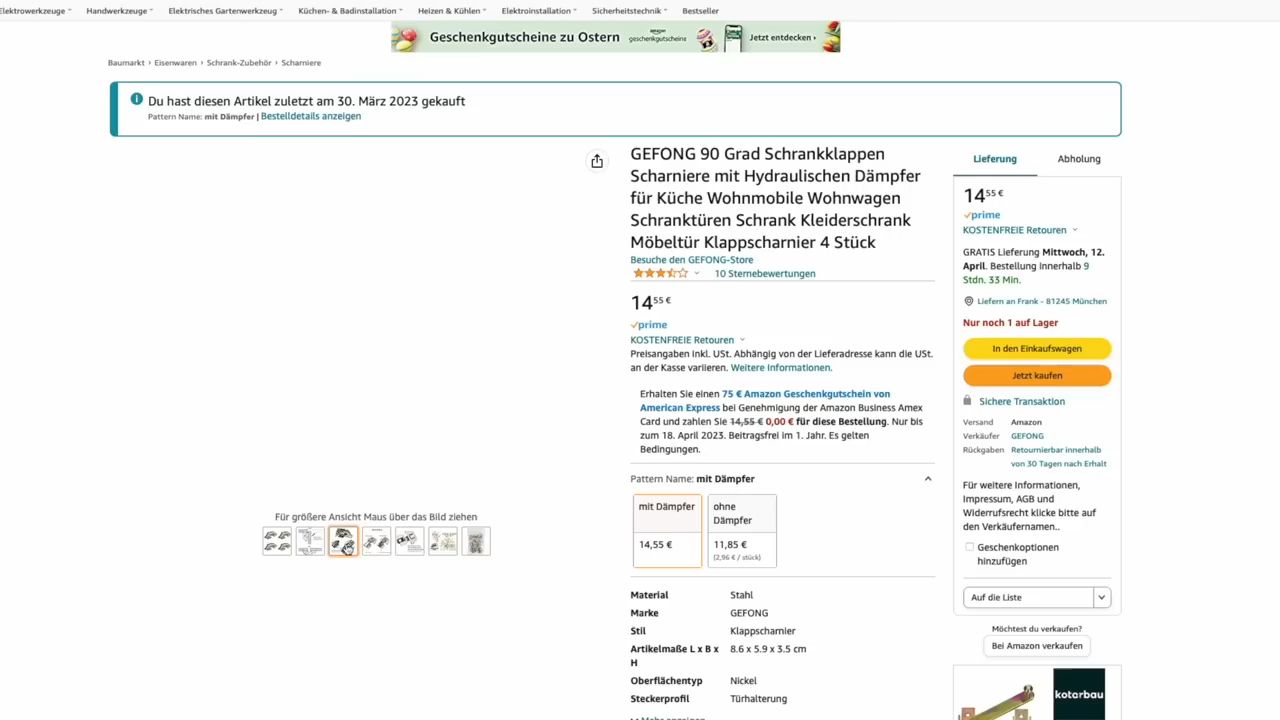 Elektrowerkzeuge
Handwerkzeuge
Elektrisches Gartenwerkzeug
Küchen- & Badinstallation
Heizen & Kühlen
Elektroinstallation
Sicherheitstechnik
Bestseller
Geschenkgutscheine zu Ostern
amazon
geschenkgutscheine
Jetzt entdecken ›
Baumarkt › Eisenwaren › Schrank-Zubehör › Scharniere
Du hast diesen Artikel zuletzt am 30. März 2023 gekauft
Pattern Name: mit Dämpfer | Bestelldetails anzeigen
Für größere Ansicht Maus über das Bild ziehen
GEFONG 90 Grad Schrankklappen
Scharniere mit Hydraulischen Dämpfer
für Küche Wohnmobile Wohnwagen
Schranktüren Schrank Kleiderschrank
Möbeltür Klappscharnier 4 Stück
Besuche den GEFONG-Store
10 Sternebewertungen
14 55 €
prime
KOSTENFREIE Retouren
Preisangaben inkl. USt. Abhängig von der Lieferadresse kann die USt.
an der Kasse variieren. Weitere Informationen.
Erhalten Sie einen 75 € Amazon Geschenkgutschein von
American Express bei Genehmigung der Amazon Business Amex
Card und zahlen Sie 14,55 € 0,00 € für diese Bestellung. Nur bis
zum 18. April 2023. Beitragsfrei im 1. Jahr. Es gelten
Bedingungen.
Pattern Name: mit Dämpfer
mit Dämpfer
14,55 €
ohne
Dämpfer
11,85 €
(2,96 € / stück)
Material Stahl
Marke GEFONG
Stil Klappscharnier
Artikelmaße L x B x 8.6 x 5.9 x 3.5 cm
H
Oberflächentyp Nickel
Steckerprofil Türhalterung
Mehr anzeigen
Lieferung
Abholung
14 55 €
prime
KOSTENFREIE Retouren
GRATIS Lieferung Mittwoch, 12.
April. Bestellung innerhalb 9
Stdn. 33 Min.
Liefern an Frank - 81245 München
Nur noch 1 auf Lager
In den Einkaufswagen
Jetzt kaufen
Sichere Transaktion
Versand Amazon
Verkäufer GEFONG
Rückgaben Retournierbar innerhalb
von 30 Tagen nach Erhalt
Für weitere Informationen,
Impressum, AGB und
Widerrufsrecht klicke bitte auf
den Verkäufernamen..
Geschenkoptionen
hinzufügen
Auf die Liste
Möchtest du verkaufen?
Bei Amazon verkaufen
kotarbau